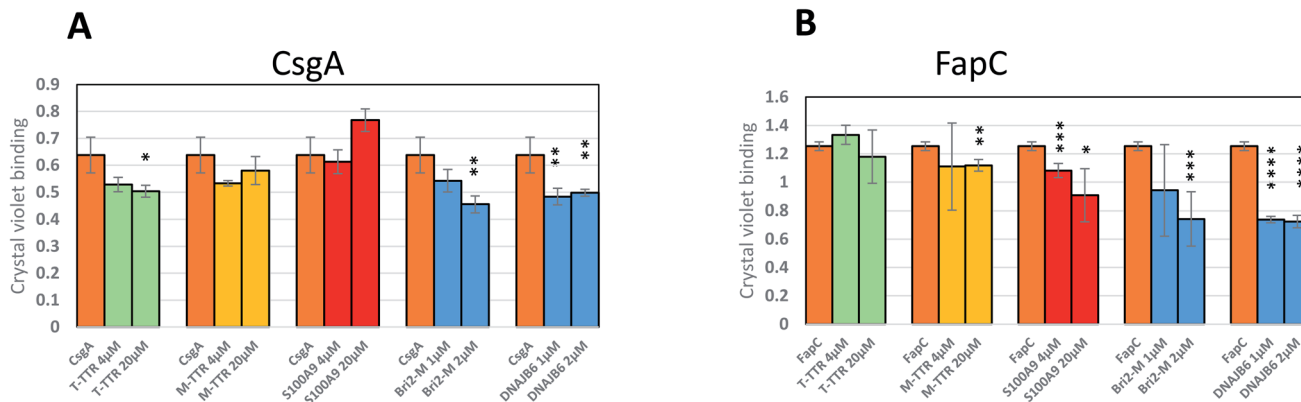 A
CsgA
Crystal violet binding
0.9
0.8
0.7
0.6
0.5
0.4
0.3
0.2
0.1
0
*
**
**
**
CsgA
T-TTR 4µM
T-TTR 20µM
CsgA
M-TTR 4µM
M-TTR 20µM
CsgA
S100A9 4µM
S100A9 20µM
CsgA
Bri2-M 1µM
Bri2-M 2µM
CsgA
DNAJB6 1µM
DNAJB6 2µM
B
FapC
Crystal violet binding
1.6
1.4
1.2
1
0.8
0.6
0.4
0.2
0
**
***
*
***
****
****
FapC
T-TTR 4µM
T-TTR 20µM
FapC
M-TTR 4µM
M-TTR 20µM
FapC
S100A9 4µM
S100A9 20µM
FapC
Bri2-M 1µM
Bri2-M 2µM
FapC
DNAJB6 1µM
DNAJB6 2µM